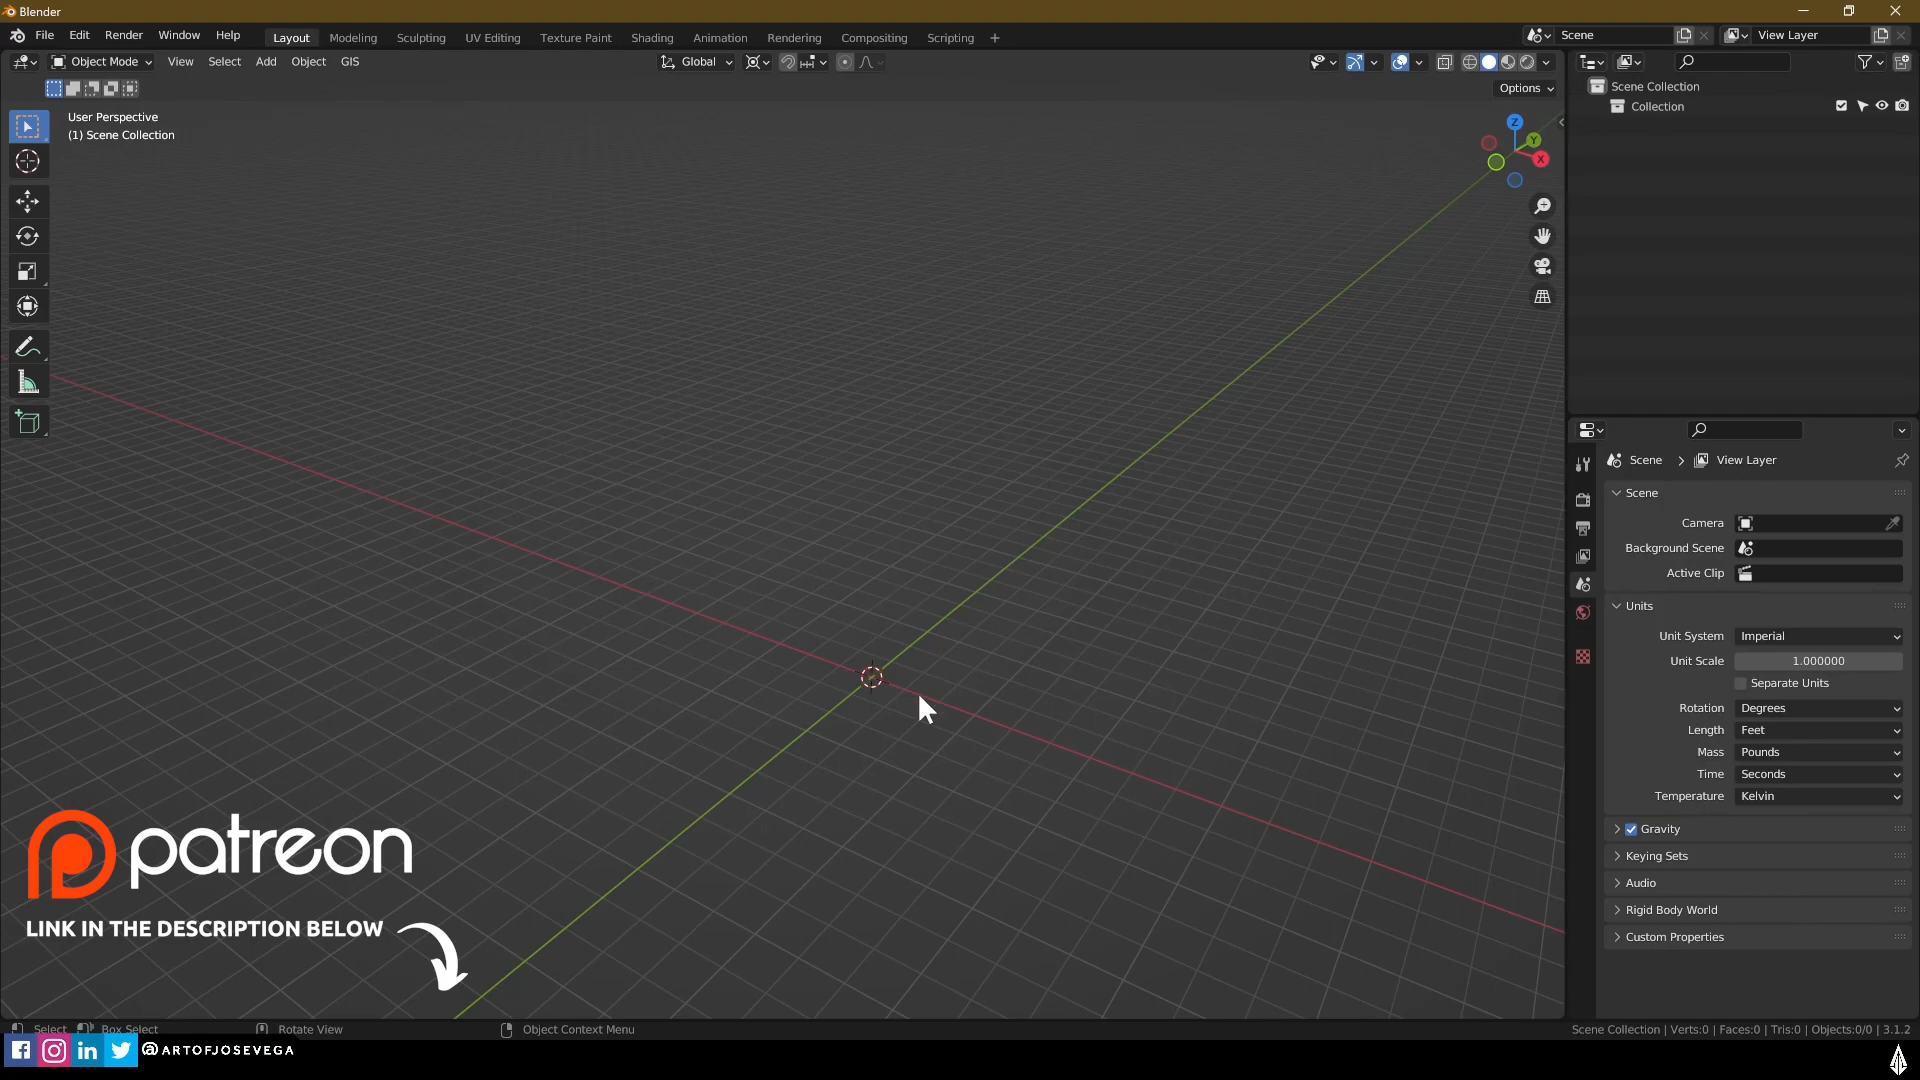 Blender
File Edit Render Window Help Layout Modeling Sculpting UV Editing Texture Paint Shading Animation Rendering Compositing Scripting + Scene View Layer
Object Mode View Select Add Object GIS Global
Options
User Perspective
(1) Scene Collection
Z
Y
X
Scene Collection
Collection
Scene > View Layer
Scene
Camera
Background Scene
Active Clip
Units
Unit System Imperial
Unit Scale 1.000000
Separate Units
Rotation Degrees
Length Feet
Mass Pounds
Time Seconds
Temperature Kelvin
Gravity
Keying Sets
Audio
Rigid Body World
Custom Properties
patreon
LINK IN THE DESCRIPTION BELOW
Select Box Select Rotate View Object Context Menu
Scene Collection | Verts:0 | Faces:0 | Tris:0 | Objects:0/0 | 3.1.2
@ARTOFJOSEVEGA